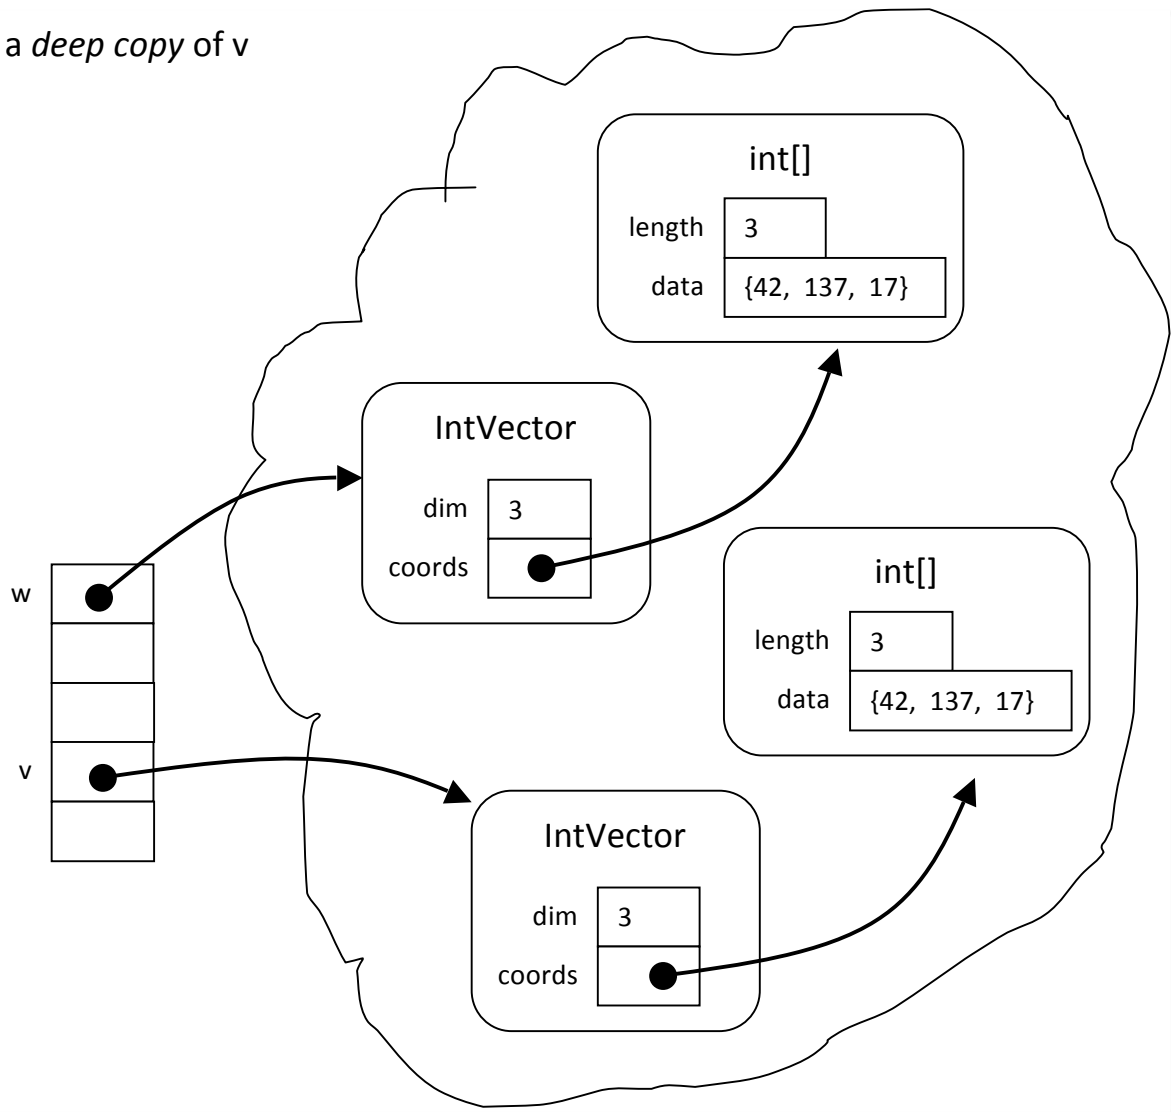 a deep copy of v
int[]
length 3
data {42, 137, 17}
IntVector
dim 3
coords
w
int[]
length 3
data {42, 137, 17}
v
IntVector
dim 3
coords